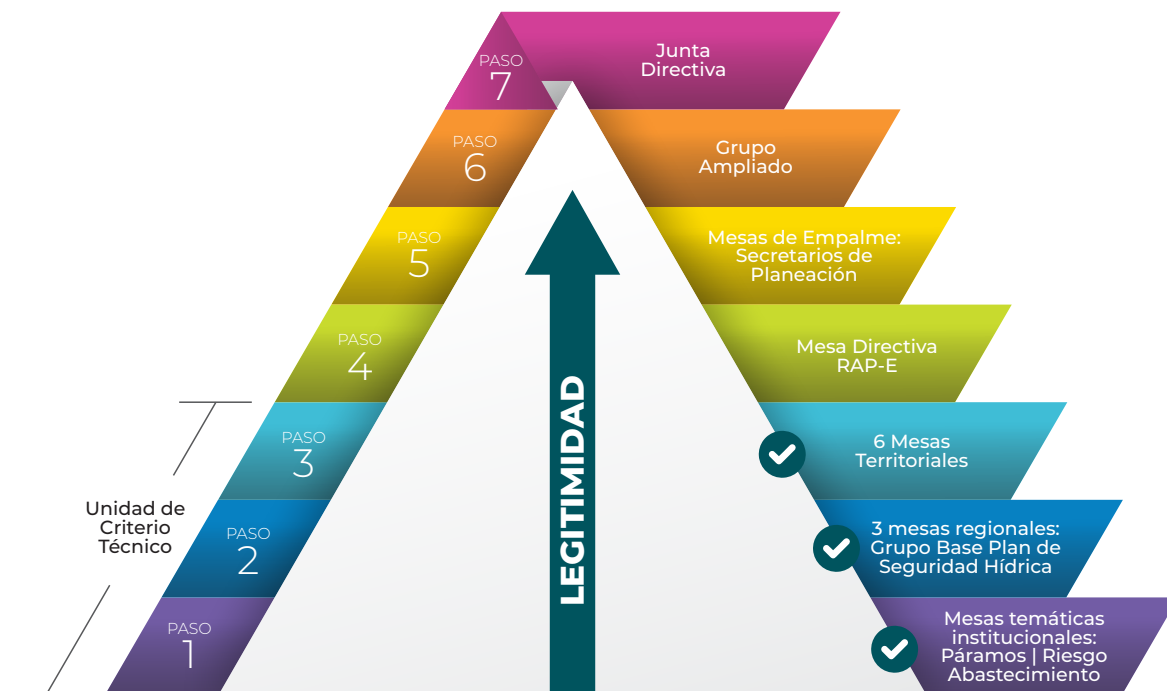 PASO
7
Junta
Directiva
PASO
6
Grupo
Ampliado
PASO
5
Mesas de Empalme:
Secretarios de
Planeación
PASO
4
Mesa Directiva
RAP-E
PASO
3
6 Mesas
Territoriales
Unidad de
Criterio
Técnico
PASO
2
3 mesas regionales:
Grupo Base Plan de
Seguridad Hídrica
PASO
1
Mesas temáticas
institucionales:
Páramos | Riesgo
Abastecimiento
LEGITIMIDAD